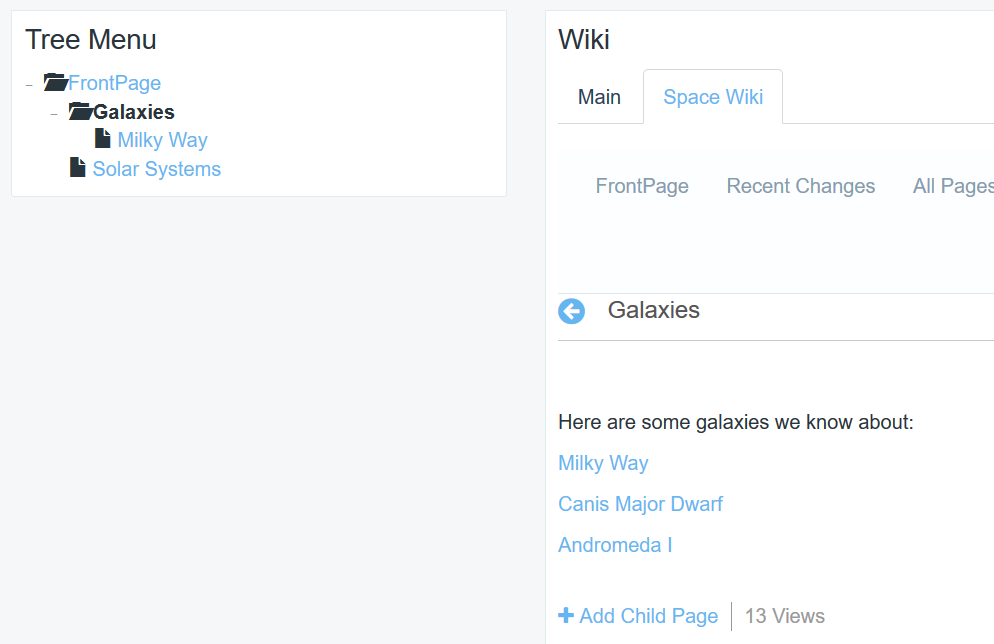 Tree Menu
FrontPage
Galaxies
Milky Way
Solar Systems
Wiki
Main Space Wiki
FrontPage Recent Changes All Pages
Galaxies
Here are some galaxies we know about:
Milky Way
Canis Major Dwarf
Andromeda I
Add Child Page 13 Views